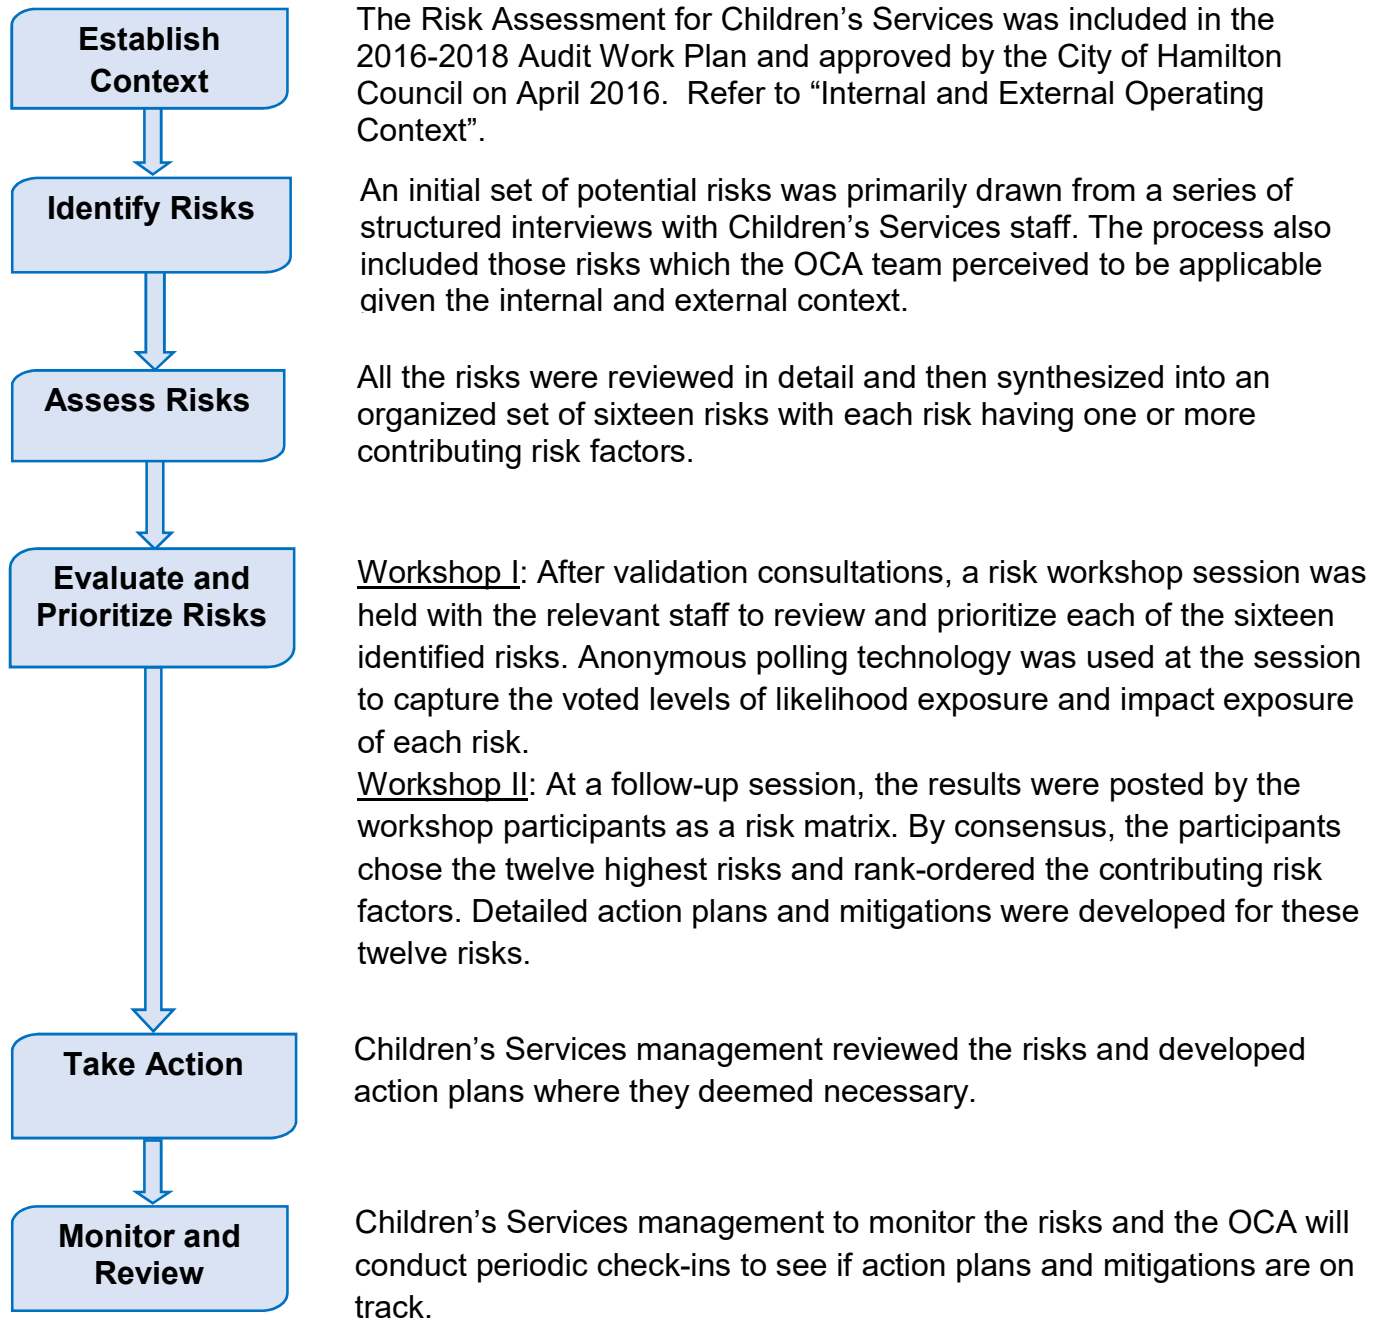 Establish
Context
The Risk Assessment for Children’s Services was included in the
2016-2018 Audit Work Plan and approved by the City of Hamilton
Council on April 2016.  Refer to “Internal and External Operating
Context”.
Identify Risks
An initial set of potential risks was primarily drawn from a series of
structured interviews with Children’s Services staff. The process also
included those risks which the OCA team perceived to be applicable
given the internal and external context.
Assess Risks
All the risks were reviewed in detail and then synthesized into an
organized set of sixteen risks with each risk having one or more
contributing risk factors.
Evaluate and
Prioritize Risks
Workshop I: After validation consultations, a risk workshop session was
held with the relevant staff to review and prioritize each of the sixteen
identified risks. Anonymous polling technology was used at the session
to capture the voted levels of likelihood exposure and impact exposure
of each risk.
Workshop II: At a follow-up session, the results were posted by the
workshop participants as a risk matrix. By consensus, the participants
chose the twelve highest risks and rank-ordered the contributing risk
factors. Detailed action plans and mitigations were developed for these
twelve risks.
Take Action
Children’s Services management reviewed the risks and developed
action plans where they deemed necessary.
Monitor and
Review
Children’s Services management to monitor the risks and the OCA will
conduct periodic check-ins to see if action plans and mitigations are on
track.